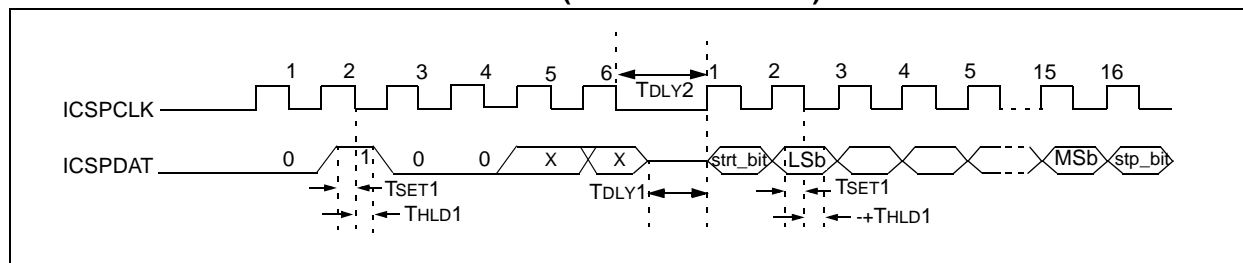 1 2 3 4 5 6 1 2 3 4 5 15 16
TDLY2
ICSPCLK
ICSPDAT 0 1 0 0 X X strt_bit LSb MSb stp_bit
TSET1 TDLY1 TSET1
THLD1 -+THLD1